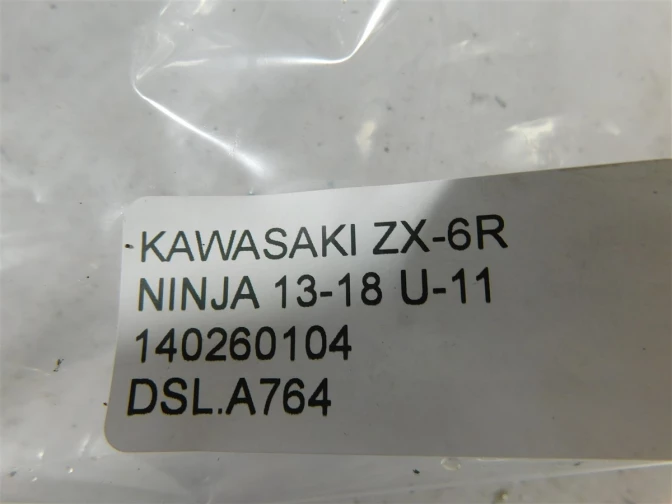 KAWASAKI ZX-6R
NINJA 13-18 U-11
140260104
DSL.A764